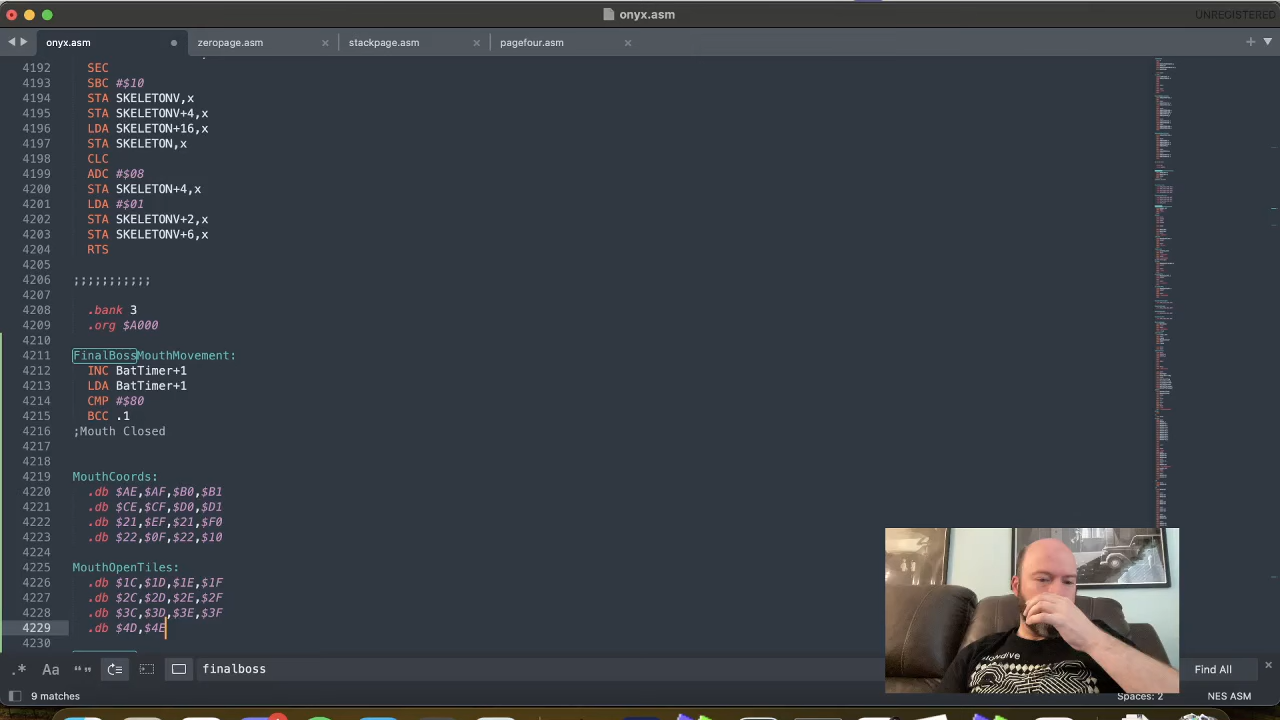 onyx.asm
UNREGISTERED
onyx.asm
zeropage.asm
stackpage.asm
pagefour.asm
4192 SEC
4193 SBC #$10
4194 STA SKELETONV,x
4195 STA SKELETONV+4,x
4196 LDA SKELETON+16,x
4197 STA SKELETON,x
4198 CLC
4199 ADC #$08
4200 STA SKELETON+4,x
4201 LDA #$01
4202 STA SKELETONV+2,x
4203 STA SKELETONV+6,x
4204 RTS
4205
4206 ;;;;;;;;;;;
4207
4208 .bank 3
4209 .org $A000
4210
4211 FinalBossMouthMovement:
4212 INC BatTimer+1
4213 LDA BatTimer+1
4214 CMP #$80
4215 BCC .1
4216 ;Mouth Closed
4217
4218
4219 MouthCoords:
4220 .db $AE,$AF,$B0,$B1
4221 .db $CE,$CF,$D0,$D1
4222 .db $21,$EF,$21,$F0
4223 .db $22,$0F,$22,$10
4224
4225 MouthOpenTiles:
4226 .db $1C,$1D,$1E,$1F
4227 .db $2C,$2D,$2E,$2F
4228 .db $3C,$3D,$3E,$3F
4229 .db $4D,$4E
4230
.* Aa “” finalboss Find All
9 matches
Spaces: 2
NES ASM